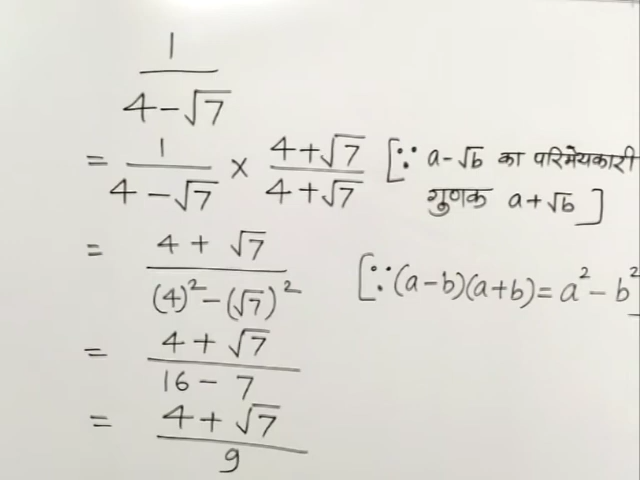 1/(4-√7)
= 1/(4-√7) × (4+√7)/(4+√7) [∵ a-√b का परिमेयकारी
गुणक a+√b ]
= (4+√7)/((4)²-(√7)²) [∵(a-b)(a+b)=a²-b²
= (4+√7)/(16-7)
= (4+√7)/9